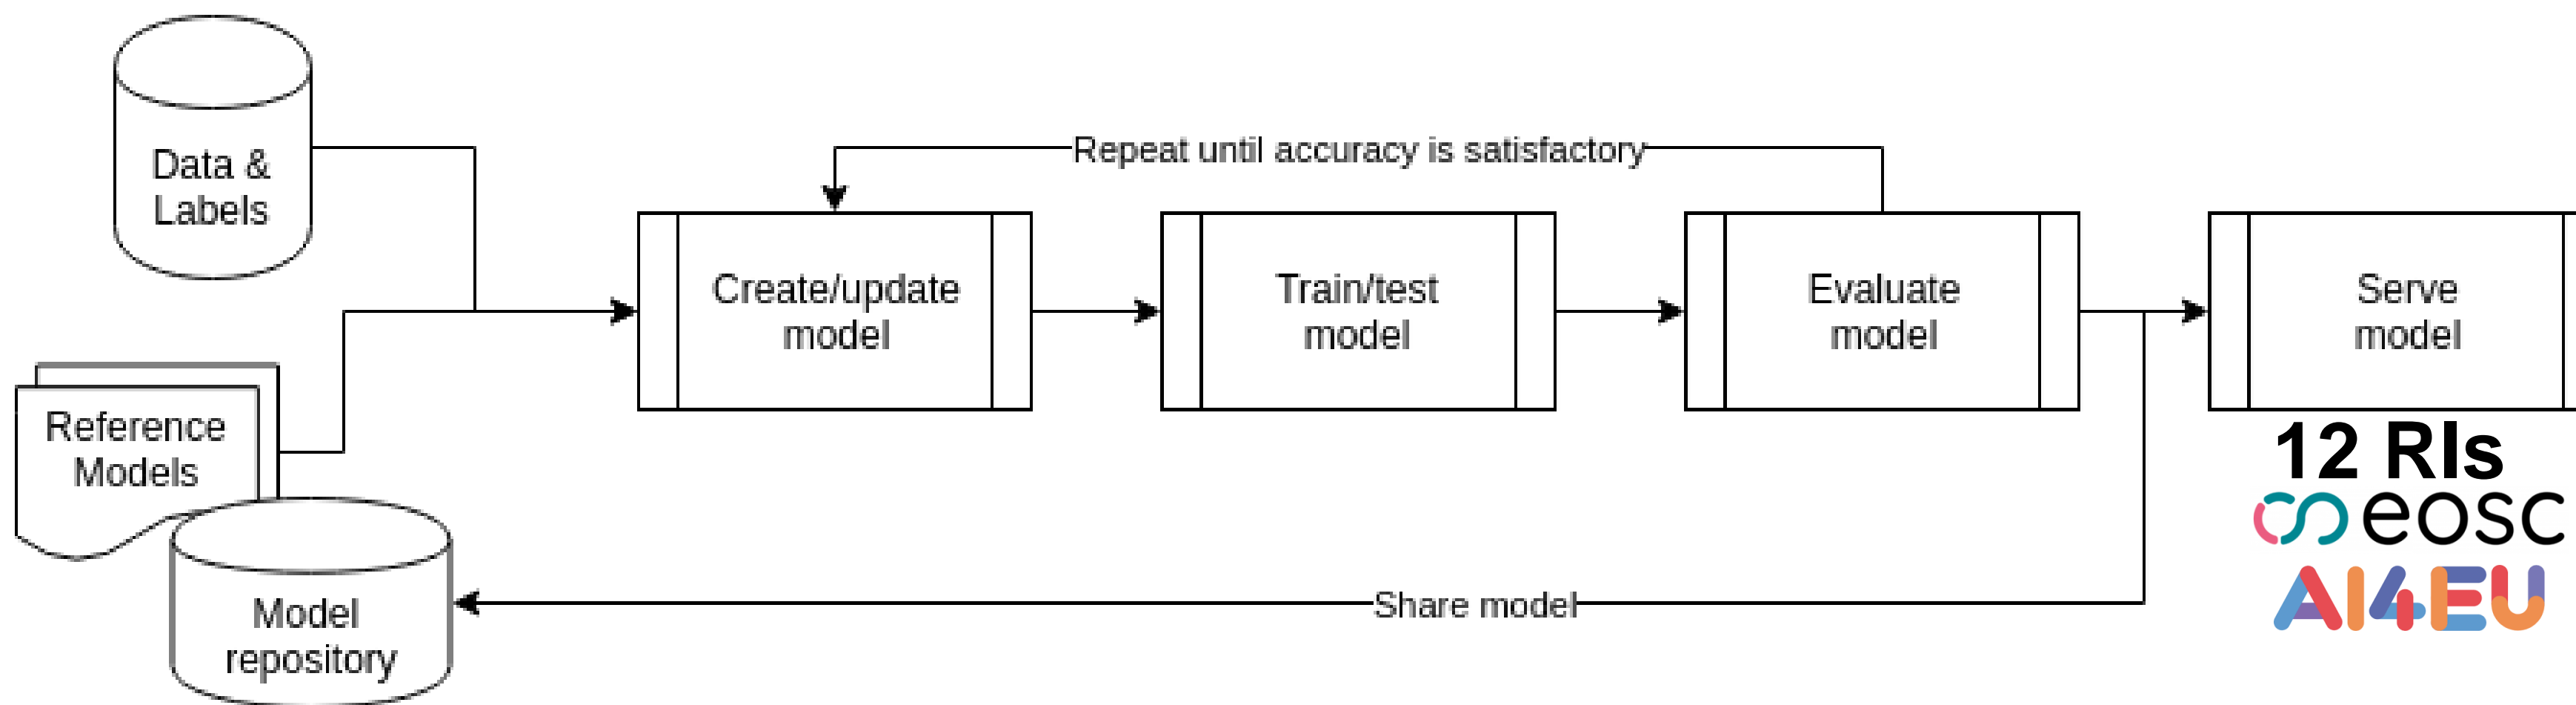 Data &
Labels
Repeat until accuracy is satisfactory
Create/update
model
Train/test
model
Evaluate
model
Serve
model
Reference
Models
12 RIs
eosc
AI4EU
Share model
Model
repository